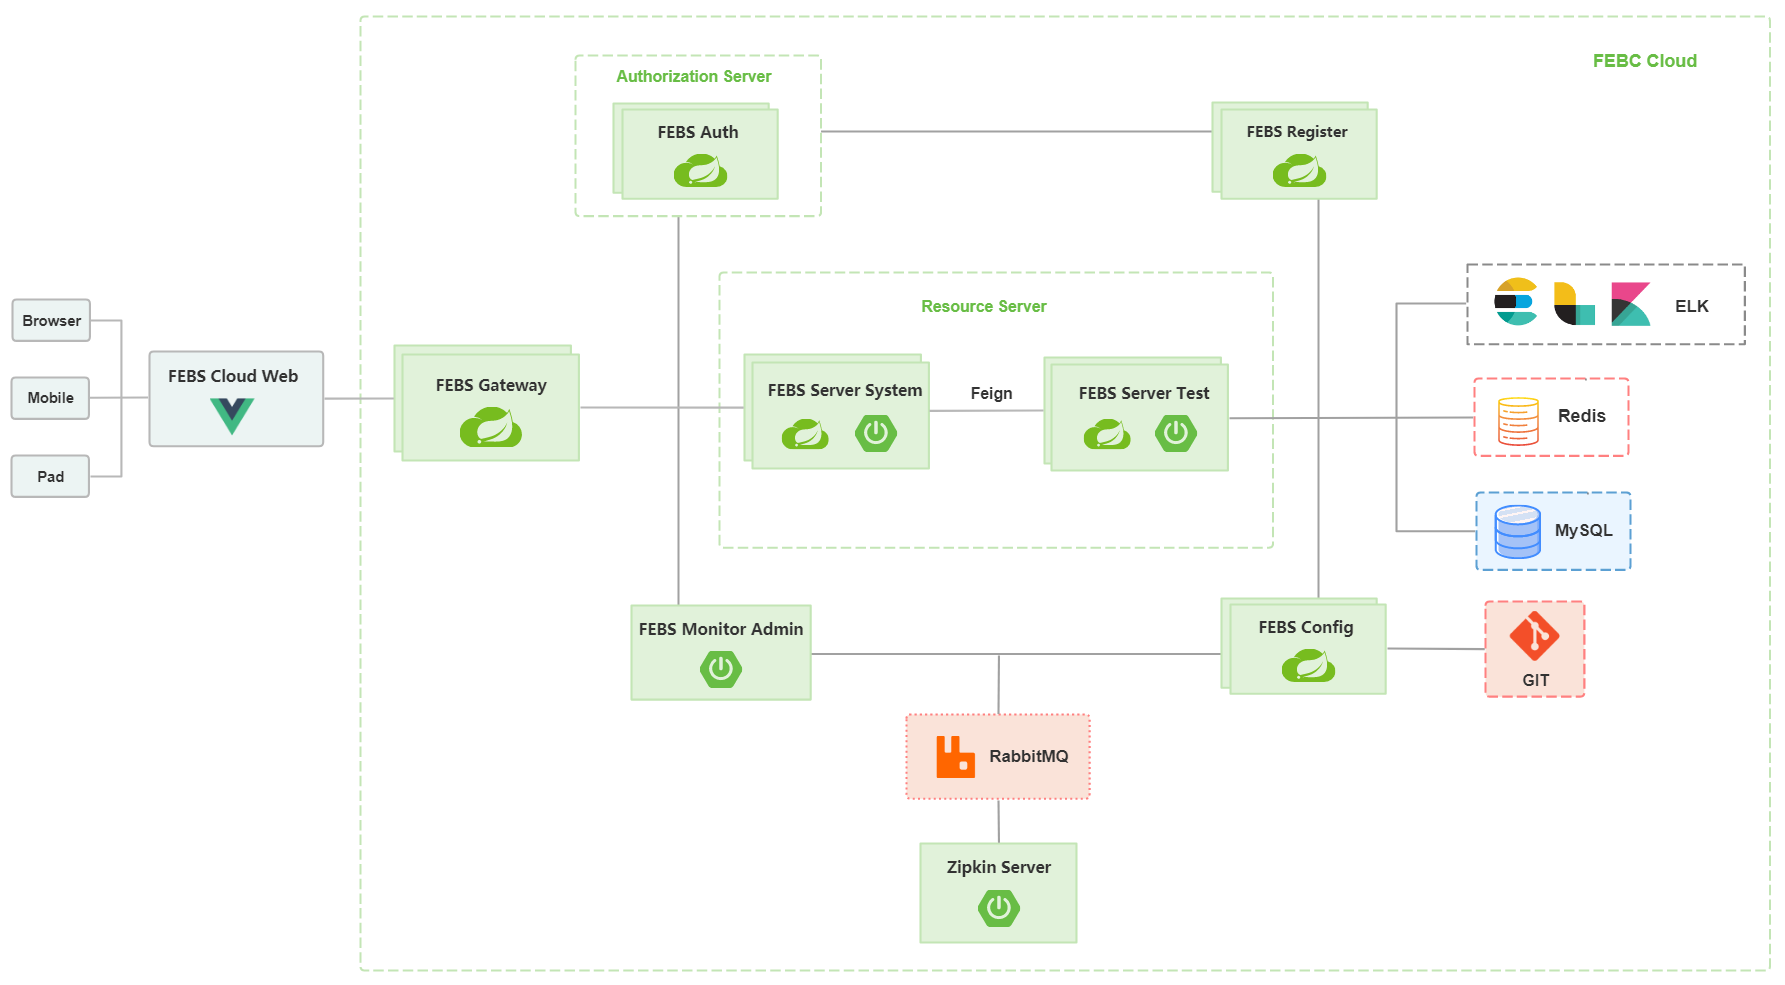 FEBC Cloud
Authorization Server
FEBS Auth
FEBS Register
Resource Server
ELK
Browser
Mobile
Pad
FEBS Cloud Web
FEBS Gateway
FEBS Server System
Feign
FEBS Server Test
Redis
MySQL
FEBS Monitor Admin
FEBS Config
GIT
RabbitMQ
Zipkin Server